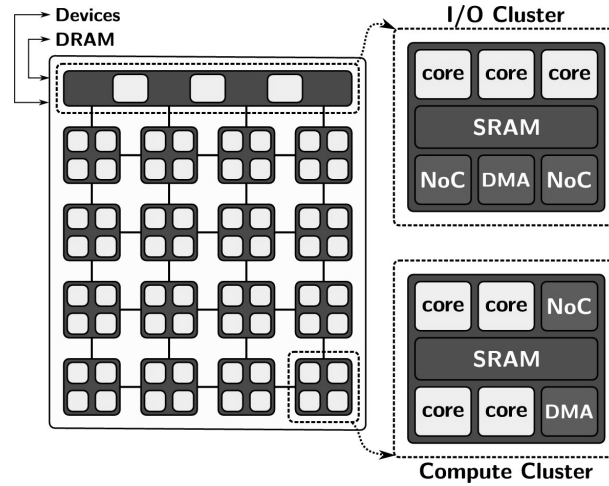 Devices
DRAM
I/O Cluster
core core core
SRAM
NoC DMA NoC
core core NoC
SRAM
core core DMA
Compute Cluster